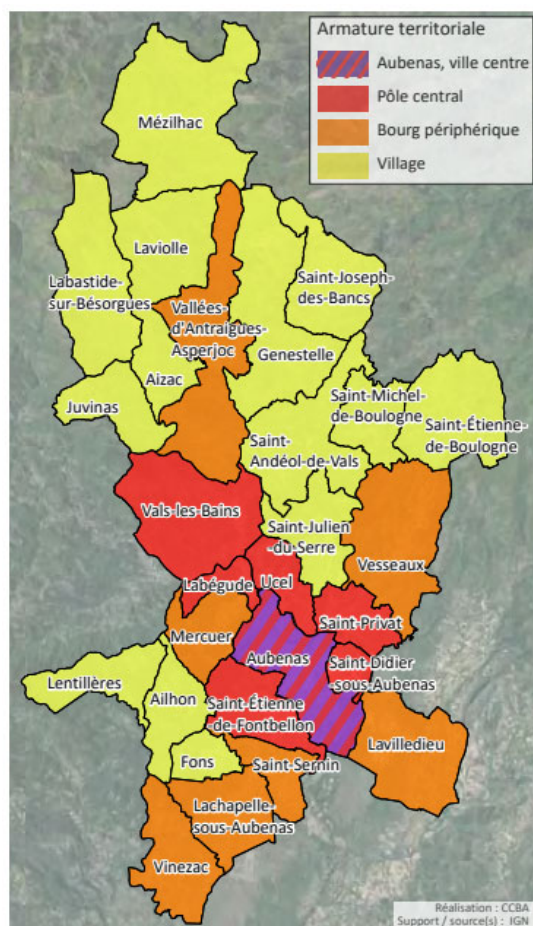 Armature territoriale
Aubenas, ville centre
Pôle central
Bourg périphérique
Village
Mézilhac
Laviolle
Labastide-
sur-Bésorgues
Saint-Joseph-
des-Bancs
Vallées-
d'Antraigues-
Asperjoc
Genestelle
Aizac
Juvinas
Saint-Michel-
de-Boulogne
Saint-Étienne-
de-Boulogne
Saint-
Andéol-de-Vals
Vals-les-Bains
Saint-Julien
-du-Serre
Vesseaux
Labégude
Ucel
Saint-Privat
Mercuer
Aubenas
Saint-Didier
-sous-Aubenas
Lentillères
Ailhon
Saint-Étienne
-de-Fontbellon
Lavilledieu
Fons
Saint-Sernin
Lachapelle-
sous-Aubenas
Vinezac
Réalisation : CCBA
Support / source(s) : IGN